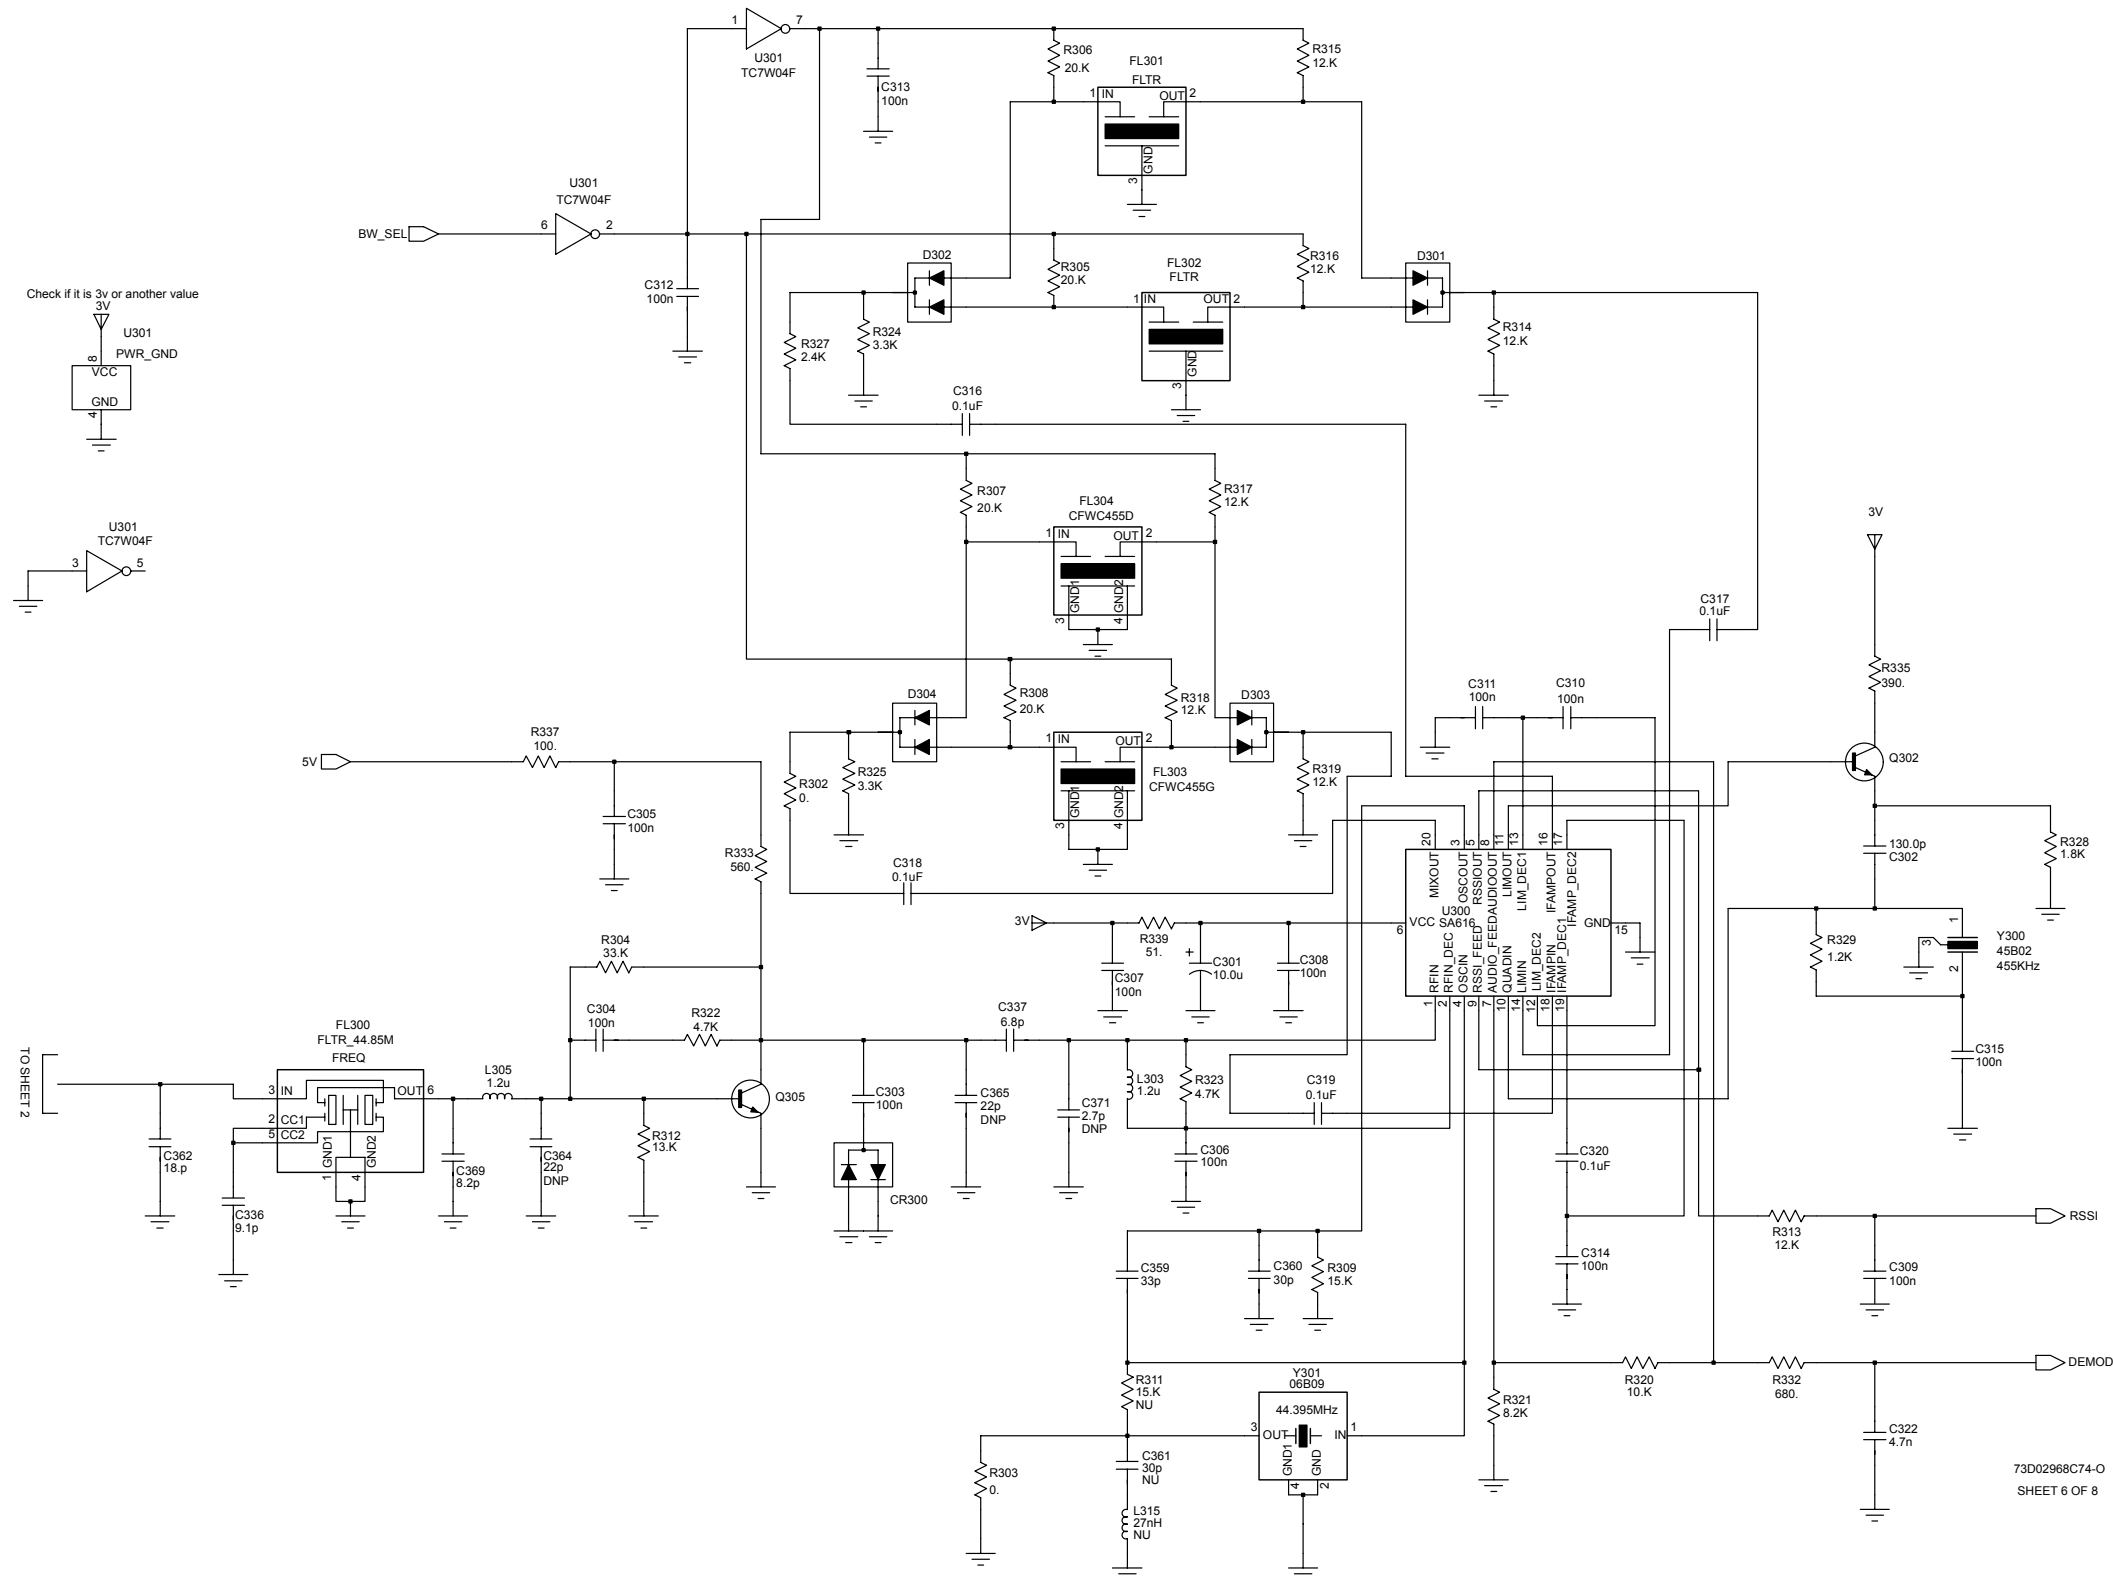 1
7
U301
TC7W04F
C313
100n
R306
20.K
FL301
FLTR
1
IN
OUT
2
GND
3
R315
12.K
U301
TC7W04F
BW_SEL
6
2
C312
100n
D302
R305
20.K
FL302
FLTR
1
IN
OUT
2
GND
3
R316
12.K
D301
R314
12.K
R327
2.4K
R324
3.3K
Check if it is 3v or another value
3V
U301
PWR_GND
8
VCC
GND
4
C316
0.1uF
R307
20.K
FL304
CFWC455D
1
IN
OUT
2
GND1
GND2
3
4
R317
12.K
U301
TC7W04F
3
5
3V
C317
0.1uF
R335
390.
D304
R308
20.K
R318
12.K
D303
C311
100n
C310
100n
R337
100.
5V
C305
100n
R302
0.
R325
3.3K
1
IN
OUT
2
GND1
GND2
3
4
FL303
CFWC455G
R319
12.K
Q302
R333
560.
C318
0.1uF
20
3
5
8
11
13
16
17
MIXOUT
OSCOUT
RSSIOUT
AUDIOOUT
LIMOUT
LIM_DEC1
IFAMPOUT
IFAMP_DEC2
U300
SA616
VCC
6
GND
15
RFIN
RFIN_DEC
OSCIN
RSSI_FEED
AUDIO_FEED
QUADIN
LIMIN
LIM_DEC2
IFAMPIN
IFAMP_DEC1
1
2
4
9
7
10
14
12
18
19
130.0p
C302
R328
1.8K
3V
R339
51.
C307
100n
+
C301
10.0u
C308
100n
R329
1.2K
1
3
2
Y300
45B02
455KHz
R304
33.K
C304
100n
R322
4.7K
C337
6.8p
FL300
FLTR_44.85M
FREQ
TO SHEET 2
3
IN
2
CC1
5
CC2
OUT
6
GND1
GND2
1
4
L305
1.2u
C362
18.p
C336
9.1p
C369
8.2p
C364
22p
DNP
R312
13.K
Q305
C303
100n
CR300
C365
22p
DNP
C371
2.7p
DNP
L303
1.2u
R323
4.7K
C319
0.1uF
C306
100n
C315
100n
C320
0.1uF
C314
100n
R313
12.K
RSSI
C309
100n
C359
33p
C360
30p
R309
15.K
R311
15.K
NU
Y301
06B09
44.395MHz
3
OUT
IN
1
GND1
GND
4
2
R303
0.
C361
30p
NU
L315
27nH
NU
R321
8.2K
R320
10.K
R332
680.
DEMOD
C322
4.7n
73D02968C74-O
SHEET 6 OF 8